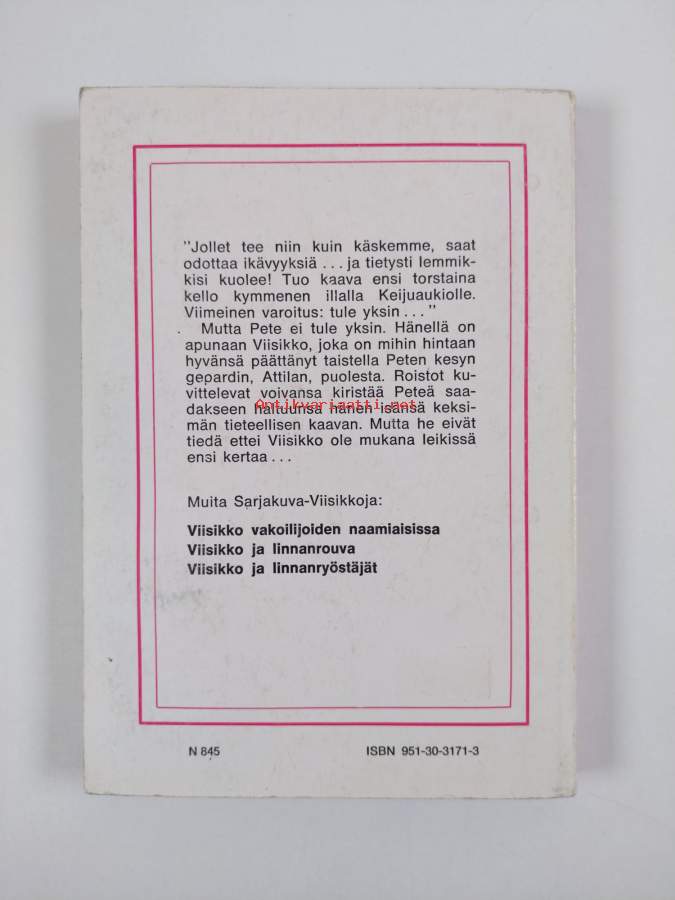 "Jollet tee niin kuin käskemme, saat
odottaa ikävyyksiä . . . ja tietysti lemmik-
kisi kuolee! Tuo kaava ensi torstaina
kello kymmenen illalla Keijuaukiolle.
Viimeinen varoitus: tule yksin . . . "
Mutta Pete ei tule yksin. Hänellä on
apunaan Viisikko, joka on mihin hintaan
hyvänsä päättänyt taistella Peten kesyn
gepardin, Attilan, puolesta. Roistot ku-
vittelevat voivansa kiristää Peteä saa-
dakseen haltuunsa hänen isänsä keksi-
Antikvariaatti.net
män tieteellisen kaavan. Mutta he eivät
tiedä ettei Viisikko ole mukana leikissä
ensi kertaa . . .
Muita Sarjakuva-Viisikkoja:
Viisikko vakoilijoiden naamiaisissa
Viisikko ja linnanrouva
Viisikko ja linnanryöstäjät
N 845
ISBN 951-30-3171-3